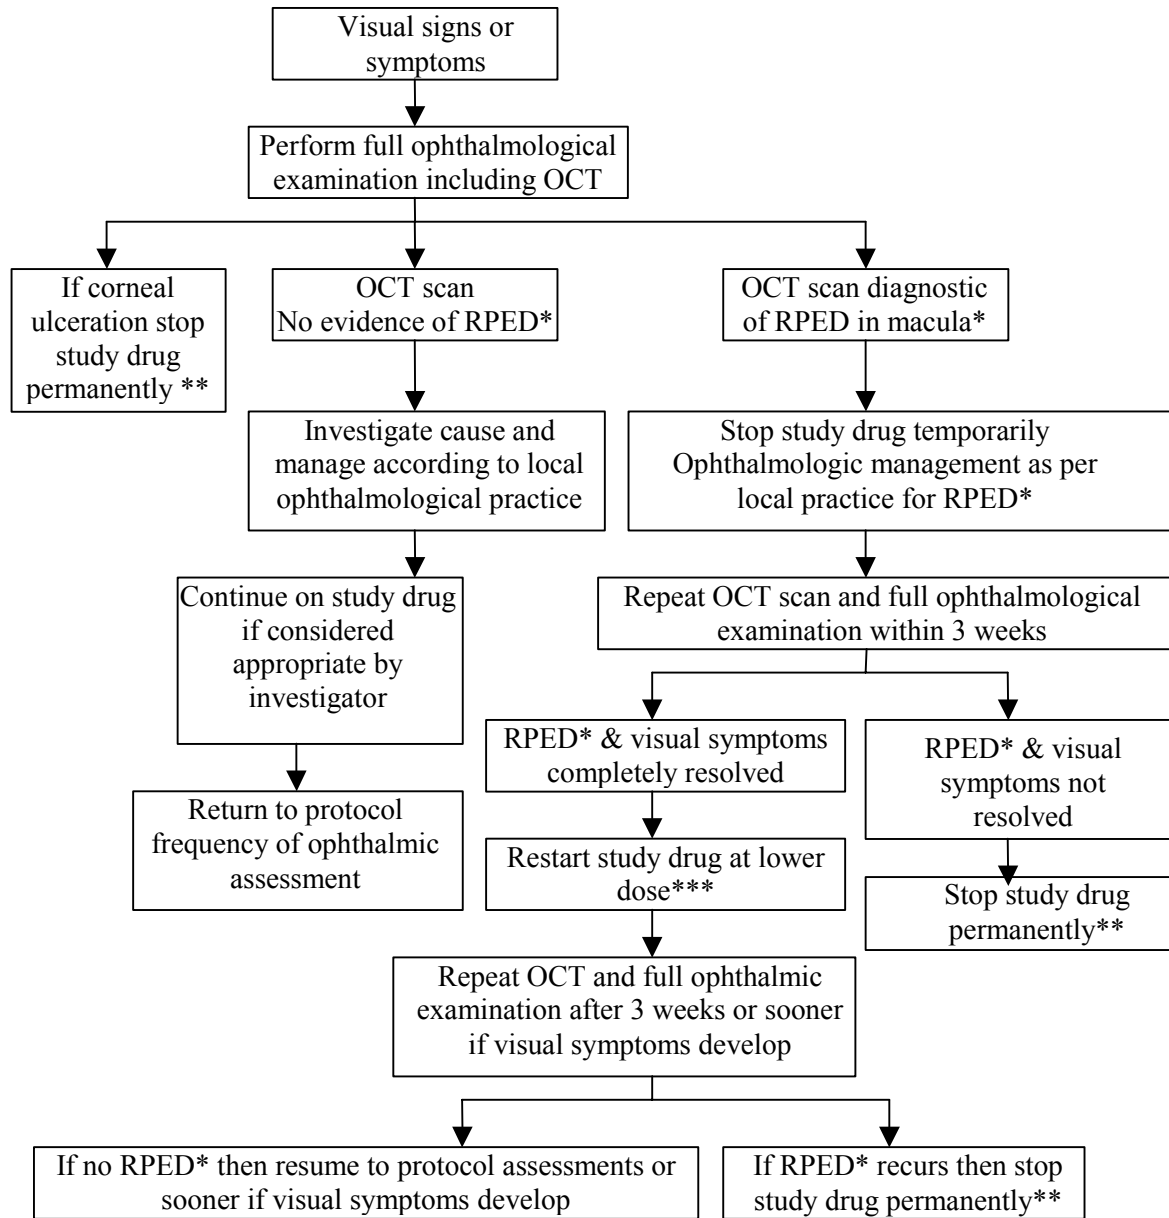 Visual signs or
symptoms
Perform full ophthalmological
examination including OCT
If corneal
ulceration stop
study drug
permanently **
OCT scan
No evidence of RPED*
OCT scan diagnostic
of RPED in macula*
Investigate cause and
manage according to local
ophthalmological practice
Stop study drug temporarily
Ophthalmologic management as per
local practice for RPED*
Continue on study drug
if considered
appropriate by
investigator
Repeat OCT scan and full ophthalmological
examination within 3 weeks
RPED* & visual symptoms
completely resolved
RPED* & visual
symptoms not
resolved
Return to protocol
frequency of ophthalmic
assessment
Restart study drug at lower
dose***
Stop study drug
permanently**
Repeat OCT and full ophthalmic
examination after 3 weeks or sooner
if visual symptoms develop
If no RPED* then resume to protocol assessments or
sooner if visual symptoms develop
If RPED* recurs then stop
study drug permanently**